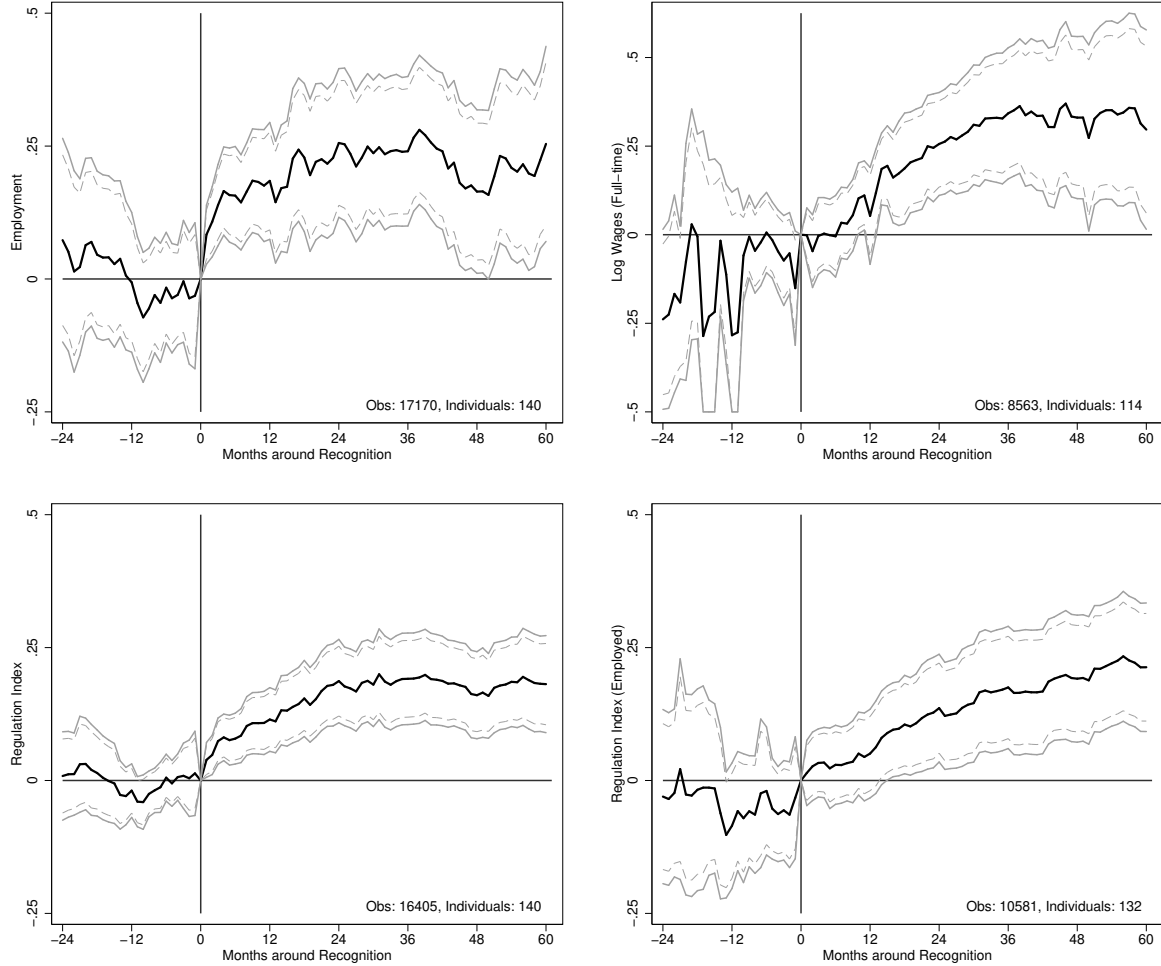 Employment
.5
.25
0
−.25
Obs: 17170, Individuals: 140
−24 −12 0 12 24 36 48 60
Months around Recognition
Log Wages (Full−time)
.5
.25
0
−.25
−.5
Obs: 8563, Individuals: 114
−24 −12 0 12 24 36 48 60
Months around Recognition
Regulation Index
.5
.25
0
−.25
Obs: 16405, Individuals: 140
−24 −12 0 12 24 36 48 60
Months around Recognition
Regulation Index (Employed)
.5
.25
0
−.25
Obs: 10581, Individuals: 132
−24 −12 0 12 24 36 48 60
Months around Recognition